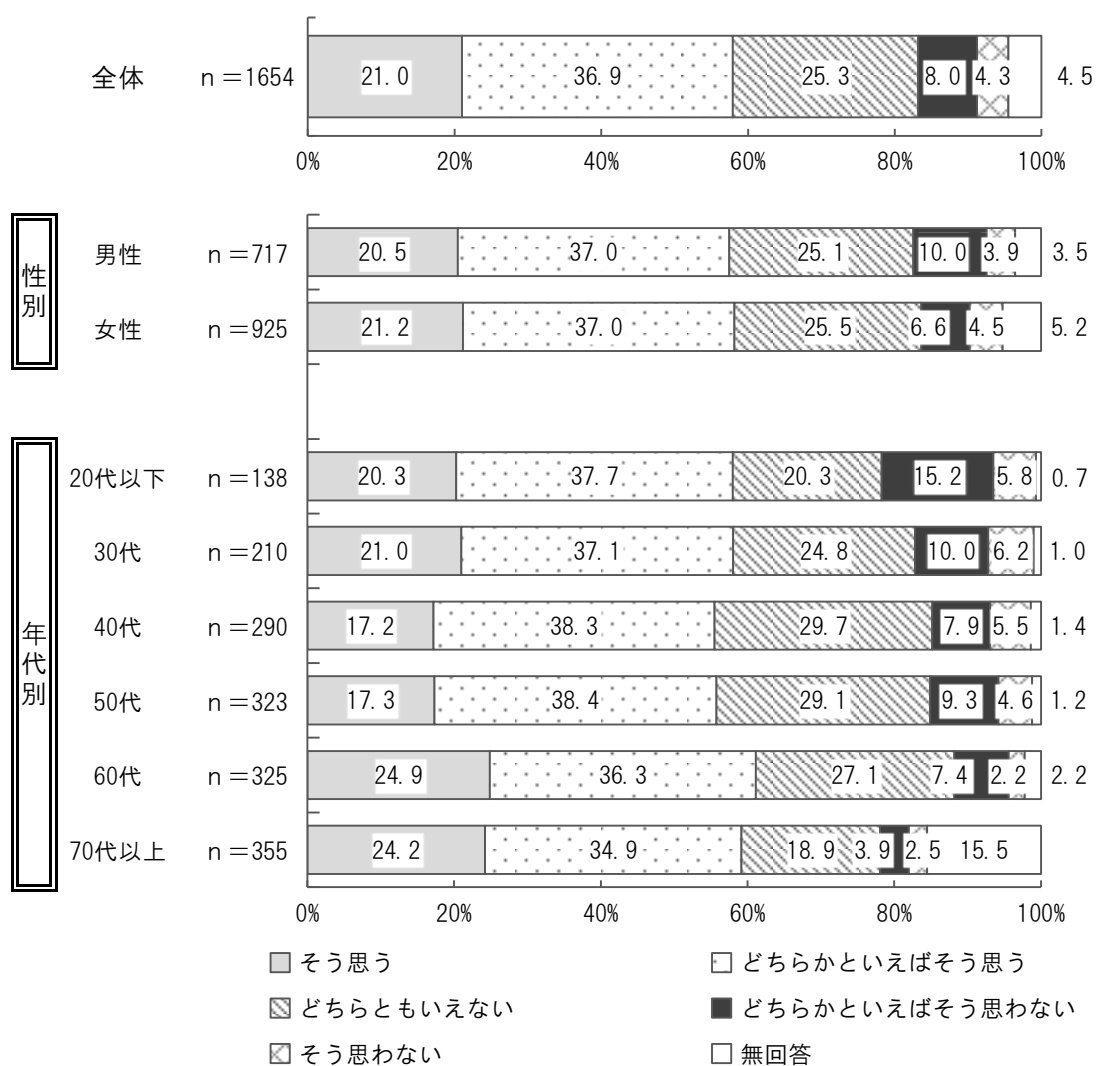 全体 n＝1654 21.0 36.9 25.3 8.0 4.3 4.5
0% 20% 40% 60% 80% 100%
性別
男性 n＝717 20.5 37.0 25.1 10.0 3.9 3.5
女性 n＝925 21.2 37.0 25.5 6.6 4.5 5.2
年代別
20代以下 n＝138 20.3 37.7 20.3 15.2 5.8 0.7
30代 n＝210 21.0 37.1 24.8 10.0 6.2 1.0
40代 n＝290 17.2 38.3 29.7 7.9 5.5 1.4
50代 n＝323 17.3 38.4 29.1 9.3 4.6 1.2
60代 n＝325 24.9 36.3 27.1 7.4 2.2 2.2
70代以上 n＝355 24.2 34.9 18.9 3.9 2.5 15.5
0% 20% 40% 60% 80% 100%
そう思う どちらかといえばそう思う
どちらともいえない どちらかといえばそう思わない
そう思わない 無回答